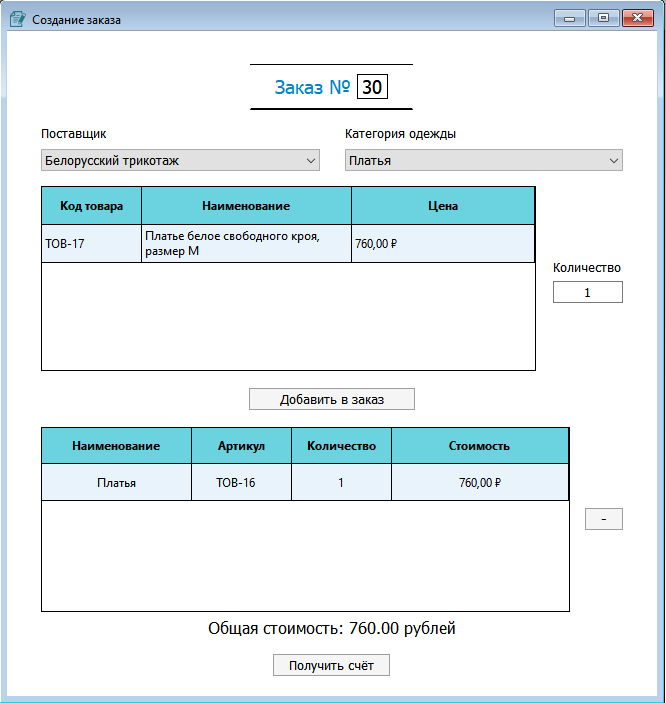 Создание заказа
Заказ № 30
Поставщик Категория одежды
Белорусский трикотаж Платья
Код товара Наименование Цена
ТОВ-17 Платье белое свободного кроя, 760,00 ₽
размер М
Количество
1
Добавить в заказ
Наименование Артикул Количество Стоимость
Платья ТОВ-16 1 760,00 ₽
-
Общая стоимость: 760.00 рублей
Получить счёт